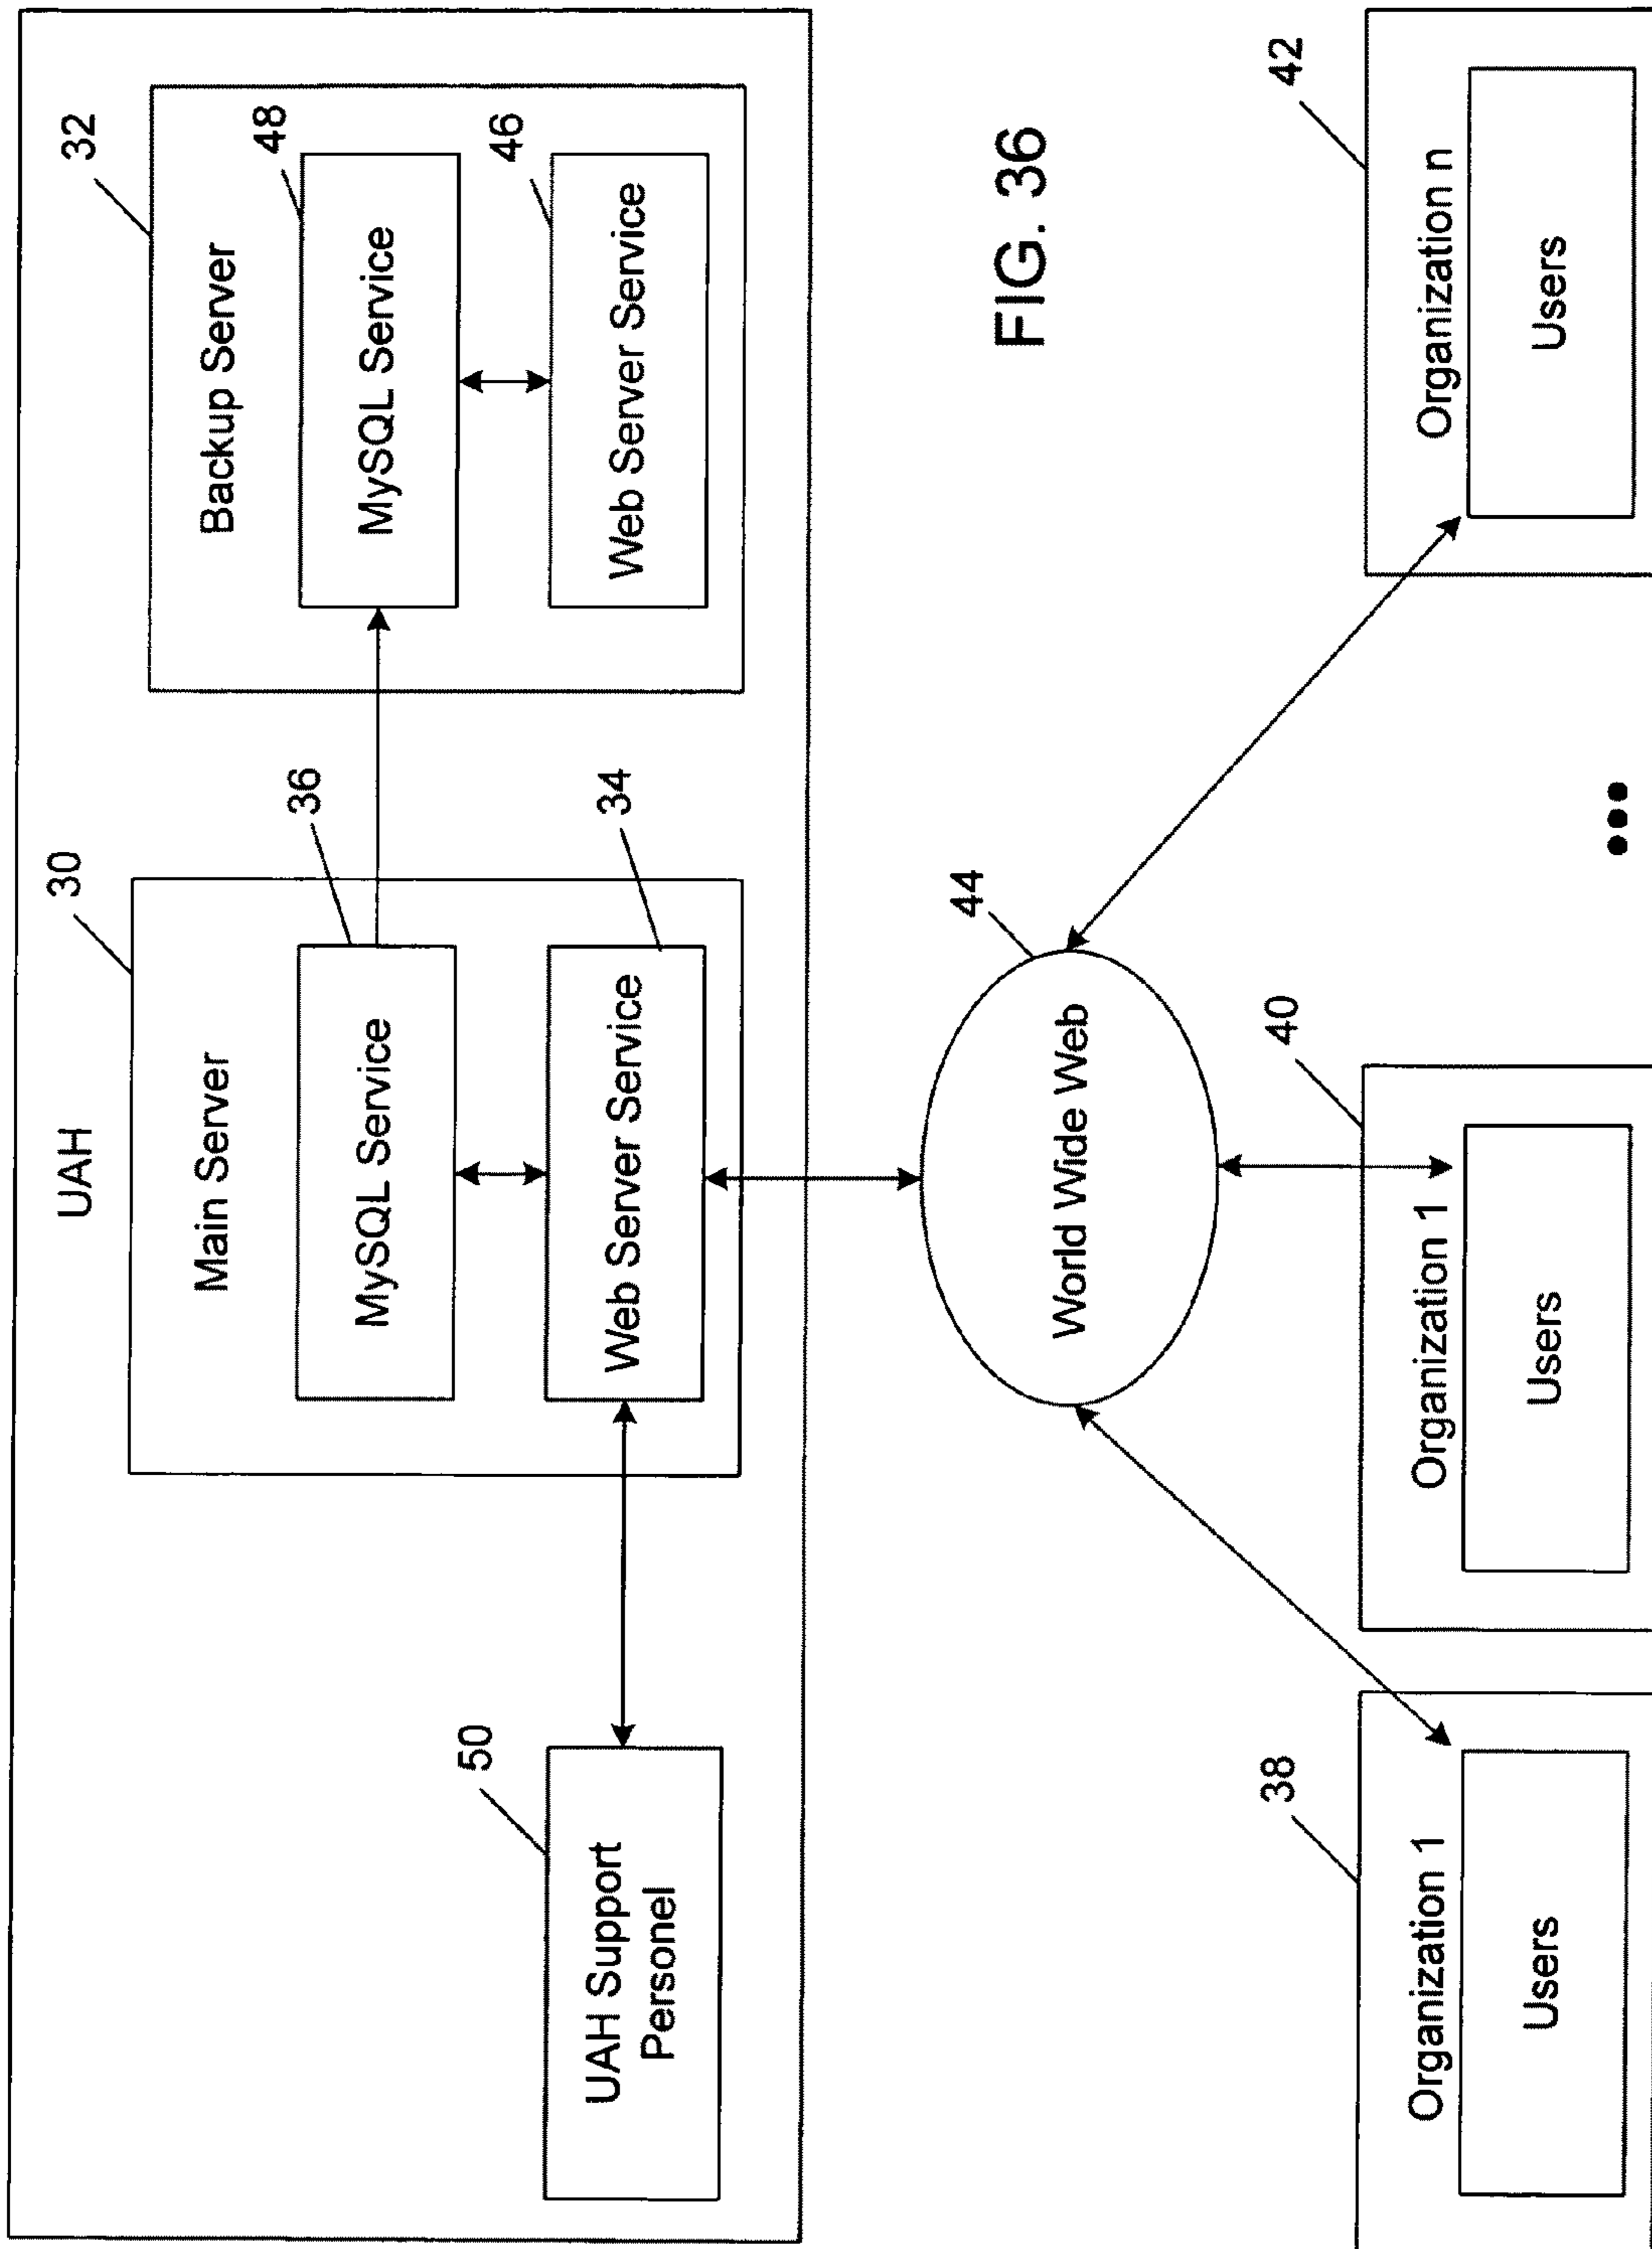 UAH
30
32
Main Server
Backup Server
36
48
MySQL Service
MySQL Service
34
46
50
Web Server Service
Web Server Service
UAH Support
Personel
44
World Wide Web
FIG. 36
38
40
42
Organization 1
Organization 1
Organization n
Users
Users
•••
Users